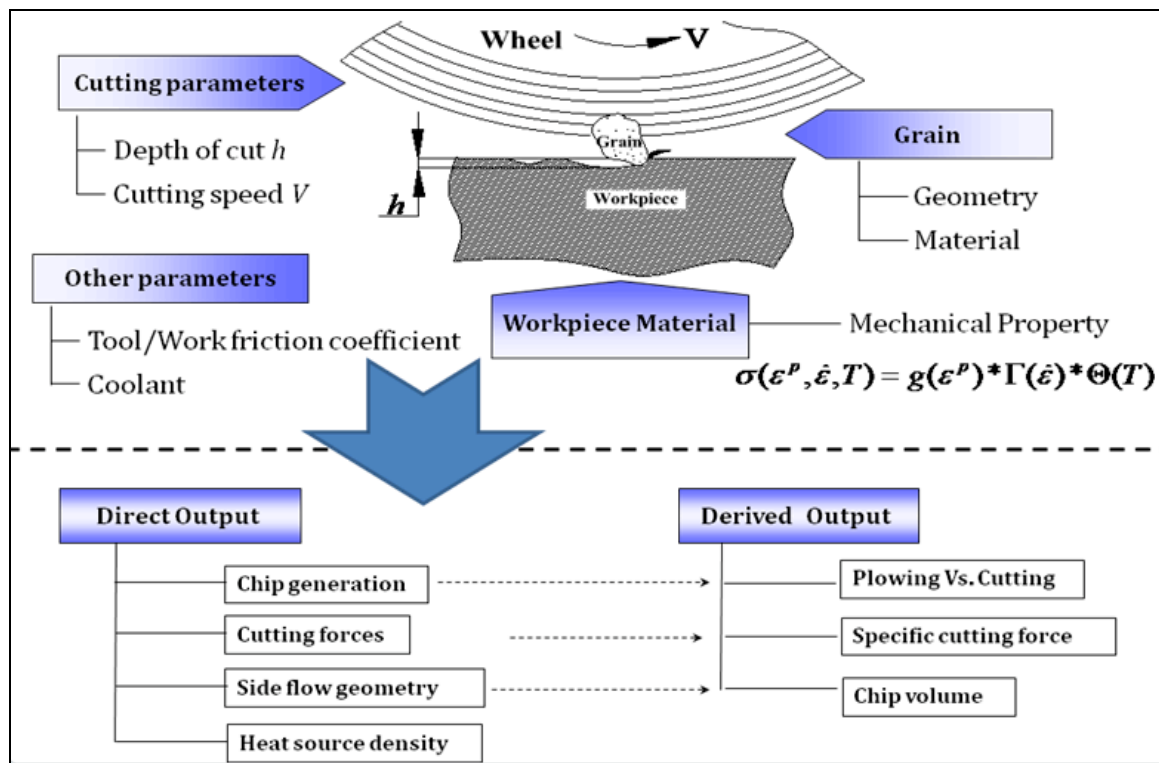 Wheel V
Cutting parameters
Depth of cut h
Cutting speed V
Grain
Grain
Geometry
Material
h
Workpiece
Other parameters
Tool/Work friction coefficient
Coolant
Workpiece Material
Mechanical Property
σ(ε^p, ε̂, T) = g(ε^p)*Γ(ε̂)*Θ(T)
Direct Output
Chip generation
Cutting forces
Side flow geometry
Heat source density
Derived Output
Plowing Vs. Cutting
Specific cutting force
Chip volume